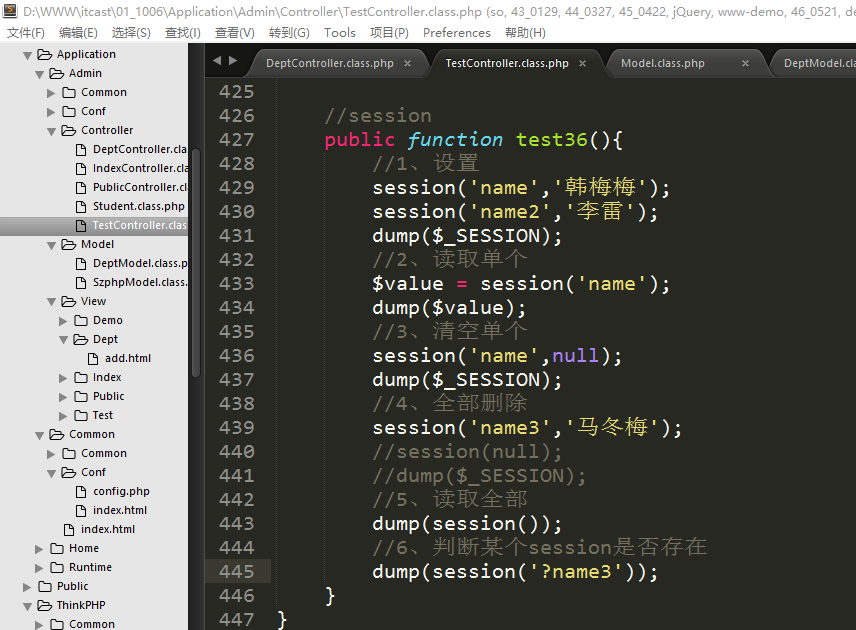 D:\WWW\itcast\01_1006\Application\Admin\Controller\TestController.class.php (so, 43_0129, 44_0327, 45_0422, jQuery, www-demo, 46_0521, de
文件(F) 编辑(E) 选择(S) 查找(I) 查看(V) 转到(G) Tools 项目(P) Preferences 帮助(H)
Application
Admin
Common
Conf
Controller
DeptController.cla
IndexController.cla
PublicController.cl
Student.class.php
TestController.clas
Model
DeptModel.class.p
SzphpModel.class.
View
Demo
Dept
add.html
Index
Public
Test
Common
Common
Conf
config.php
index.html
index.html
Home
Runtime
Public
ThinkPHP
Common
DeptController.class.php × TestController.class.php × Model.class.php × DeptModel.cla
425
426 //session
427 public function test36(){
428 //1、设置
429 session('name','韩梅梅');
430 session('name2','李雷');
431 dump($_SESSION);
432 //2、读取单个
433 $value = session('name');
434 dump($value);
435 //3、清空单个
436 session('name',null);
437 dump($_SESSION);
438 //4、全部删除
439 session('name3','马冬梅');
440 //session(null);
441 //dump($_SESSION);
442 //5、读取全部
443 dump(session());
444 //6、判断某个session是否存在
445 dump(session('?name3'));
446 }
447 }